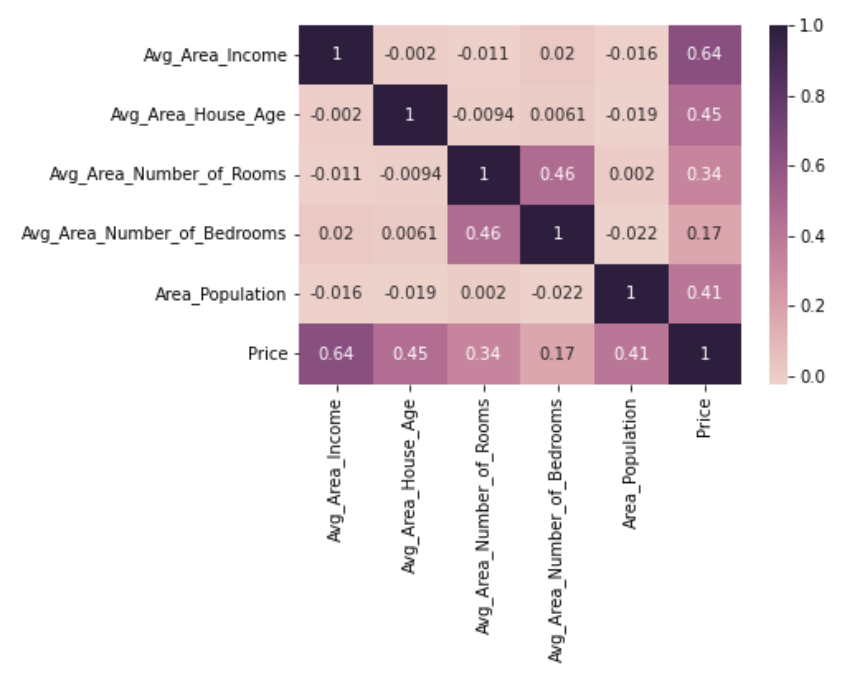 Avg_Area_Income 1 -0.002 -0.011 0.02 -0.016 0.64
Avg_Area_House_Age -0.002 1 -0.0094 0.0061 -0.019 0.45
Avg_Area_Number_of_Rooms -0.011 -0.0094 1 0.46 0.002 0.34
Avg_Area_Number_of_Bedrooms 0.02 0.0061 0.46 1 -0.022 0.17
Area_Population -0.016 -0.019 0.002 -0.022 1 0.41
Price 0.64 0.45 0.34 0.17 0.41 1
Avg_Area_Income
Avg_Area_House_Age
Avg_Area_Number_of_Rooms
Avg_Area_Number_of_Bedrooms
Area_Population
Price
1.0
0.8
0.6
0.4
0.2
0.0